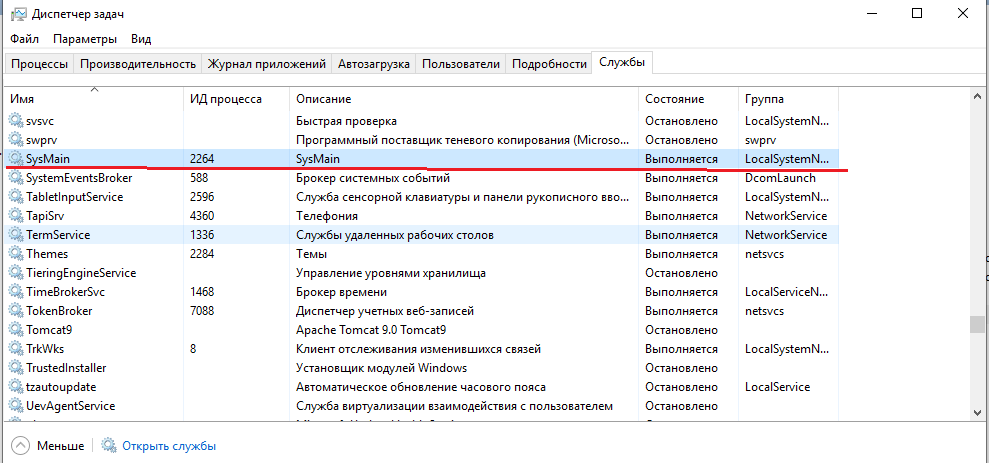 Диспетчер задач
Файл Параметры Вид
Процессы Производительность Журнал приложений Автозагрузка Пользователи Подробности Службы
Имя ИД процесса Описание Состояние Группа
svsvc Быстрая проверка Остановлено LocalSystemN...
swprv Программный поставщик теневого копирования (Microso... Остановлено swprv
SysMain 2264 SysMain Выполняется LocalSystemN...
SystemEventsBroker 588 Брокер системных событий Выполняется DcomLaunch
TabletInputService 2596 Служба сенсорной клавиатуры и панели рукописного вво... Выполняется LocalSystemN...
TapiSrv 4360 Телефония Выполняется NetworkService
TermService 1336 Службы удаленных рабочих столов Выполняется NetworkService
Themes 2284 Темы Выполняется netsvcs
TieringEngineService Управление уровнями хранилища Остановлено
TimeBrokerSvc 1468 Брокер времени Выполняется LocalServiceN...
TokenBroker 7088 Диспетчер учетных веб-записей Выполняется netsvcs
Tomcat9 Apache Tomcat 9.0 Tomcat9 Остановлено
TrkWks 8 Клиент отслеживания изменившихся связей Выполняется LocalSystemN...
TrustedInstaller Установщик модулей Windows Остановлено
tzautoupdate Автоматическое обновление часового пояса Остановлено LocalService
UevAgentService Служба виртуализации взаимодействия с пользователем Остановлено
Меньше Открыть службы